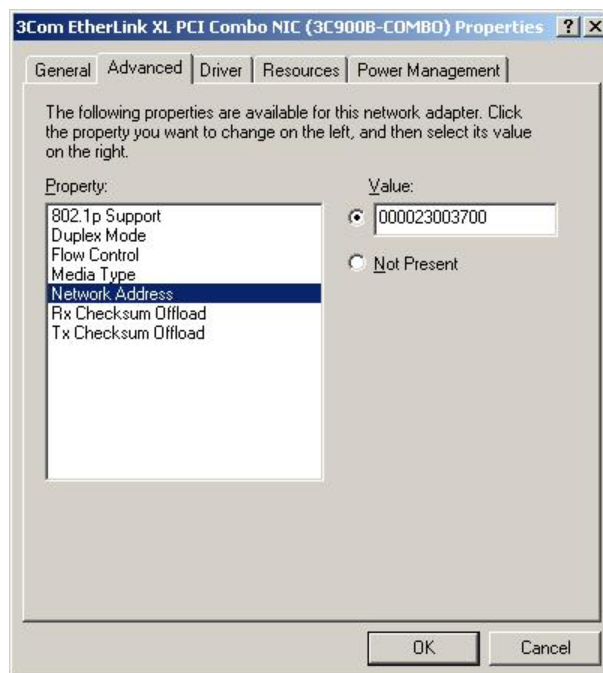 3Com EtherLink XL PCI Combo NIC (3C900B-COMBO) Properties
General Advanced Driver Resources Power Management
The following properties are available for this network adapter. Click
the property you want to change on the left, and then select its value
on the right.
Property:
802.1p Support
Duplex Mode
Flow Control
Media Type
Network Address
Rx Checksum Offload
Tx Checksum Offload
Value:
000023003700
Not Present
OK Cancel